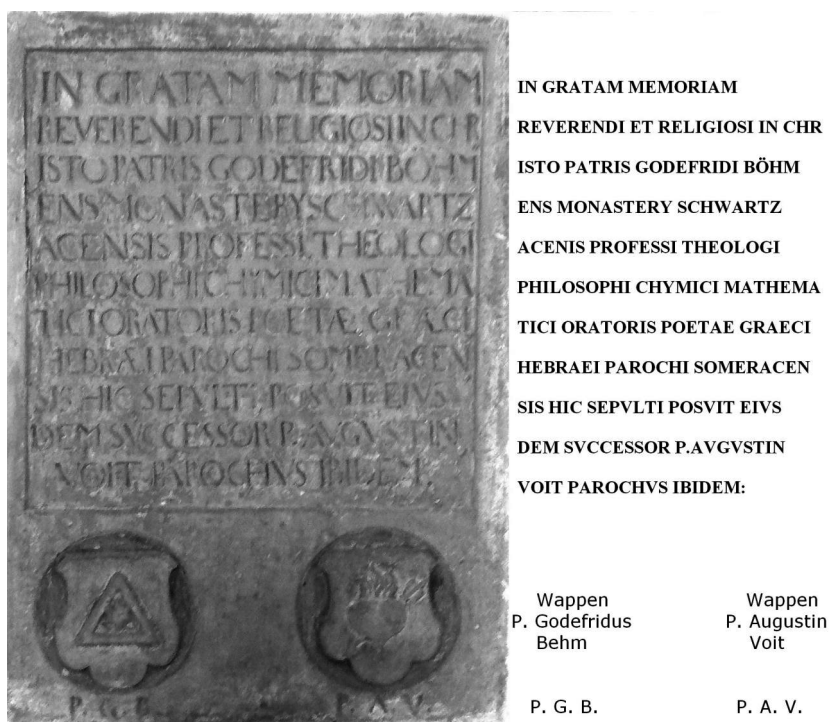 IN GRATAM MEMORIAM
REVERENDI ET RELIGIOSI IN CHR
ISTO PATRIS GODEFRIDI BÖHM
ENS MONASTERY SCHWARTZ
ACENSIS PROFESSI. THEOLOGI
PHILOSOPHI CHYMICI MATHEMA
TICI ORATORIS POETÆ GRÆCI
HEBRÆI PAROCHI SOMERACEN
SIS HIC SEPVLTI, POSVIT EIVS
DEM SVCCESSOR P. AVGVSTIN
VOIT. PAROCHVS IBIDEM.
P. G. B.
P. A. V.
IN GRATAM MEMORIAM
REVERENDI ET RELIGIOSI IN CHR
ISTO PATRIS GODEFRIDI BÖHM
ENS MONASTERY SCHWARTZ
ACENIS PROFESSI THEOLOGI
PHILOSOPHI CHYMICI MATHEMA
TICI ORATORIS POETAE GRAECI
HEBRAEI PAROCHI SOMERACEN
SIS HIC SEPVLTI POSVIT EIVS
DEM SVCCESSOR P.AVGVSTIN
VOIT PAROCHVS IBIDEM:
Wappen
P. Godefridus
Behm
P. G. B.
Wappen
P. Augustin
Voit
P. A. V.